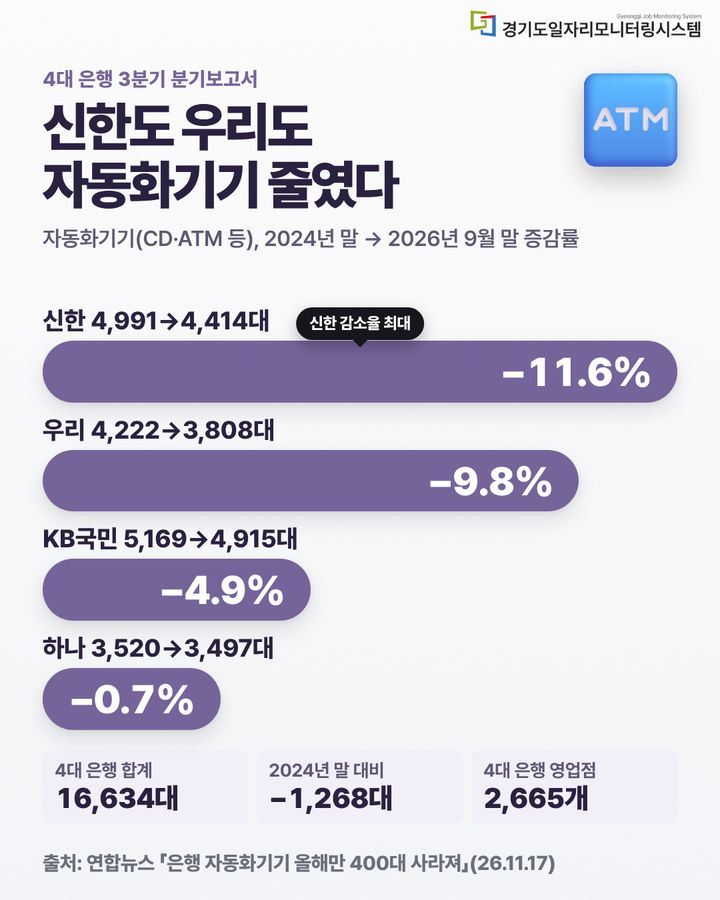 Gyeonggi Job Monitoring System
경기도일자리모니터링시스템
4대 은행 3분기 분기보고서
신한도 우리도
자동화기기 줄였다
ATM
자동화기기(CD·ATM 등), 2024년 말 → 2026년 9월 말 증감률
신한 4,991→4,414대
신한 감소율 최대
−11.6%
우리 4,222→3,808대
−9.8%
KB국민 5,169→4,915대
−4.9%
하나 3,520→3,497대
−0.7%
4대 은행 합계
16,634대
2024년 말 대비
−1,268대
4대 은행 영업점
2,665개
출처: 연합뉴스 『은행 자동화기기 올해만 400대 사라져』(26.11.17)